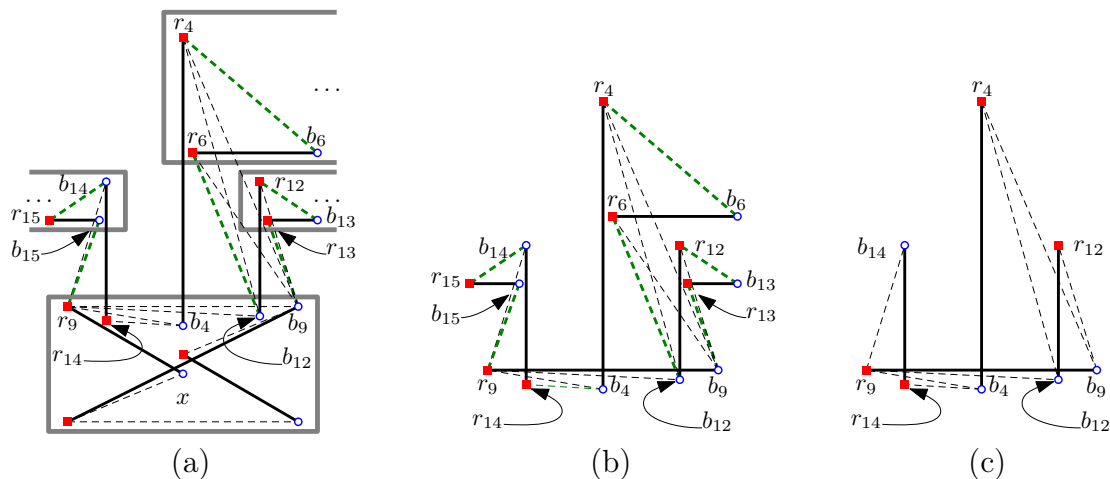 r4
r4
r4
. . .
r6
b6
r6
b6
b14
r12
. . .
. . .
r15
b13
b15
r13
b14
r12
r15
b13
b15
r13
b14
r12
r9
b4
b9
r14
b12
x
r9
b4
b9
r14
b12
r9
b4
b9
r14
b12
(a)
(b)
(c)